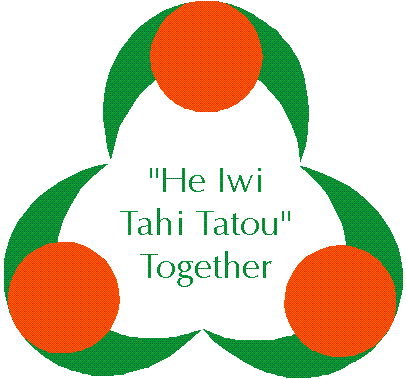 "He Iwi
Tahi Tatou"
Together